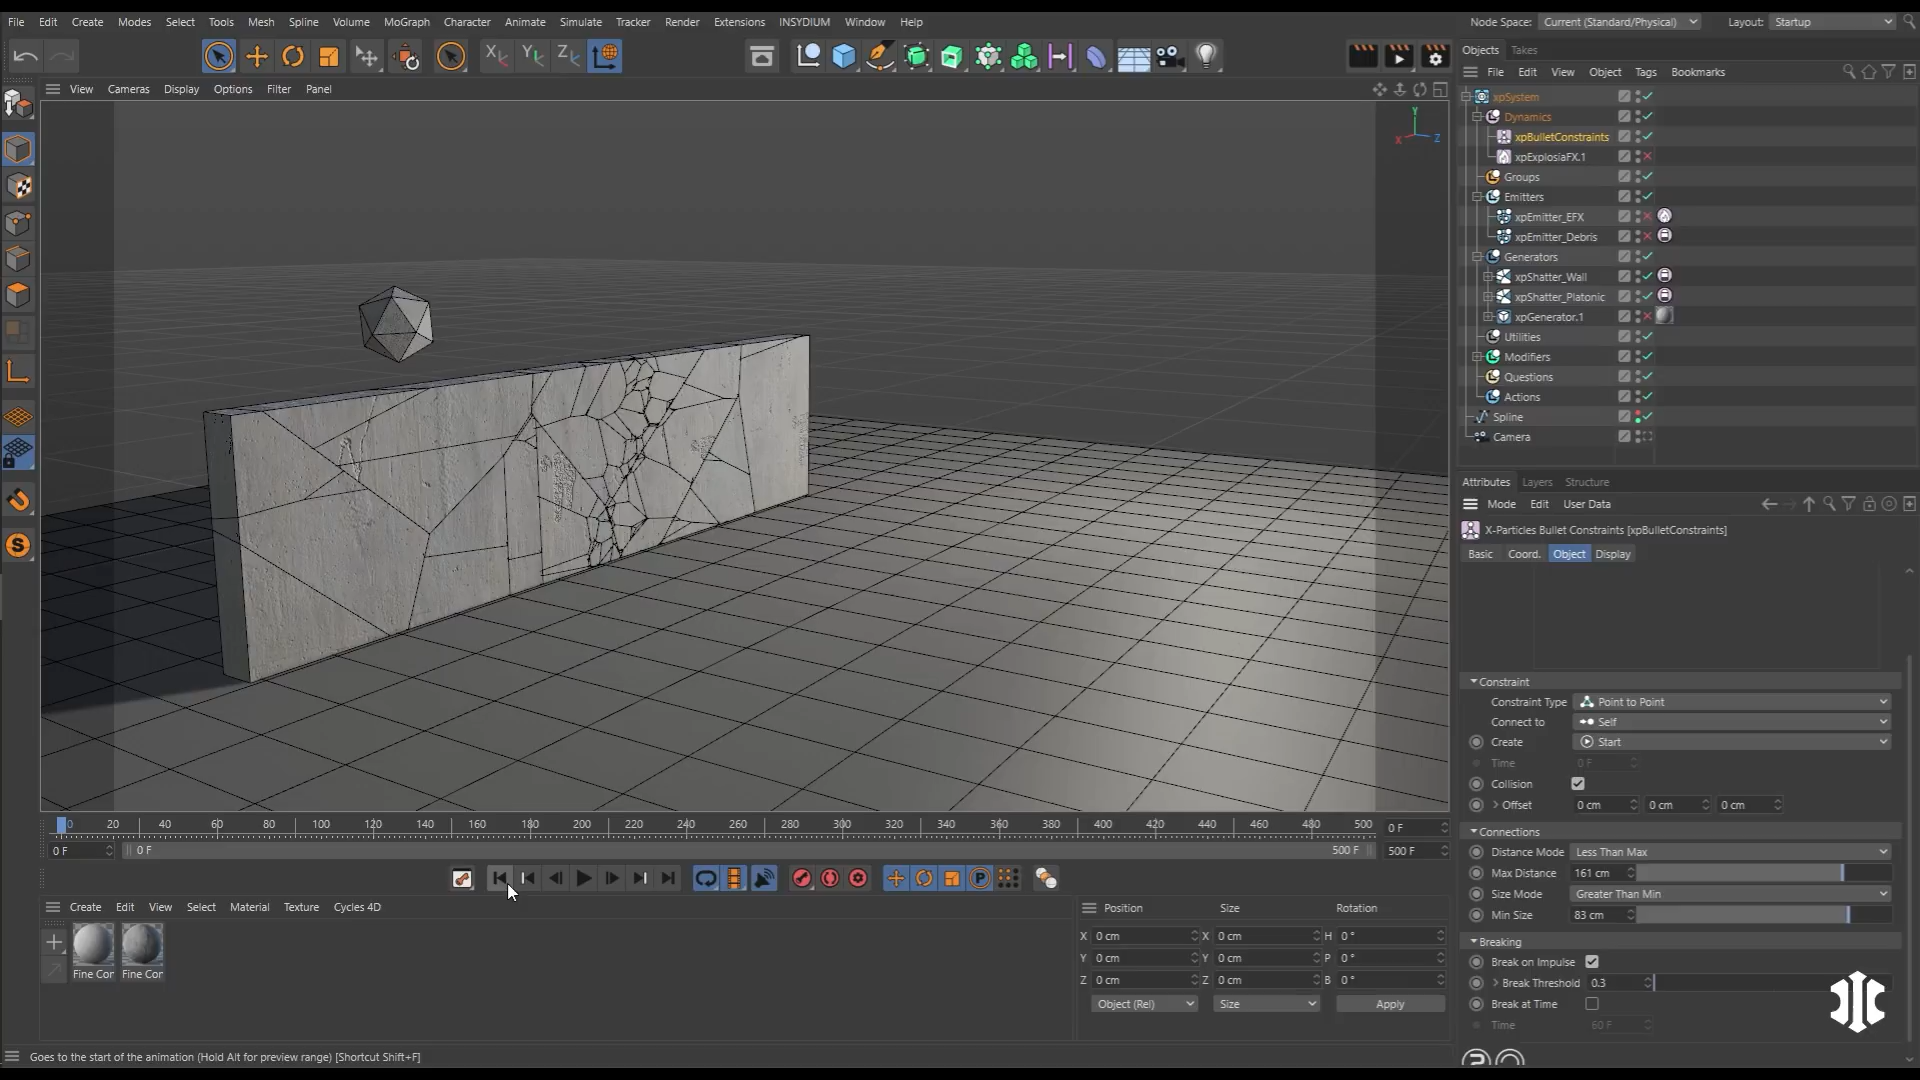 File Edit Create Modes Select Tools Mesh Spline Volume MoGraph Character Animate Simulate Tracker Render Extensions INSYDIUM Window Help Node Space: Current (Standard/Physical) Layout: Startup
Objects Takes
File Edit View Object Tags Bookmarks
View Cameras Display Options Filter Panel
xpSystem
Dynamics
xpBulletConstraints
xpExplosiaFX.1
Groups
Emitters
xpEmitter_EFX
xpEmitter_Debris
Generators
xpShatter_Wall
xpShatter_Platonic
xpGenerator.1
Utilities
Modifiers
Questions
Actions
Spline
Camera
Y
X Z
Attributes Layers Structure
Mode Edit User Data
X-Particles Bullet Constraints [xpBulletConstraints]
Basic Coord. Object Display
Constraint
Constraint Type Point to Point
Connect to Self
Create Start
Time 0 F
Collision
Offset 0 cm 0 cm 0 cm
Connections
Distance Mode Less Than Max
Max Distance 161 cm
Size Mode Greater Than Min
Min Size 83 cm
Breaking
Break on Impulse
Break Threshold 0.3
Break at Time
Time 60 F
0 20 40 60 80 100 120 140 160 180 200 220 240 260 280 300 320 340 360 380 400 420 440 460 480 500 0 F
0 F 0 F 500 F 500 F
Create Edit View Select Material Texture Cycles 4D
Fine Cor Fine Cor
Position Size Rotation
X 0 cm X 0 cm H 0 °
Y 0 cm Y 0 cm P 0 °
Z 0 cm Z 0 cm B 0 °
Object (Rel) Size Apply
Goes to the start of the animation (Hold Alt for preview range) [Shortcut Shift+F]